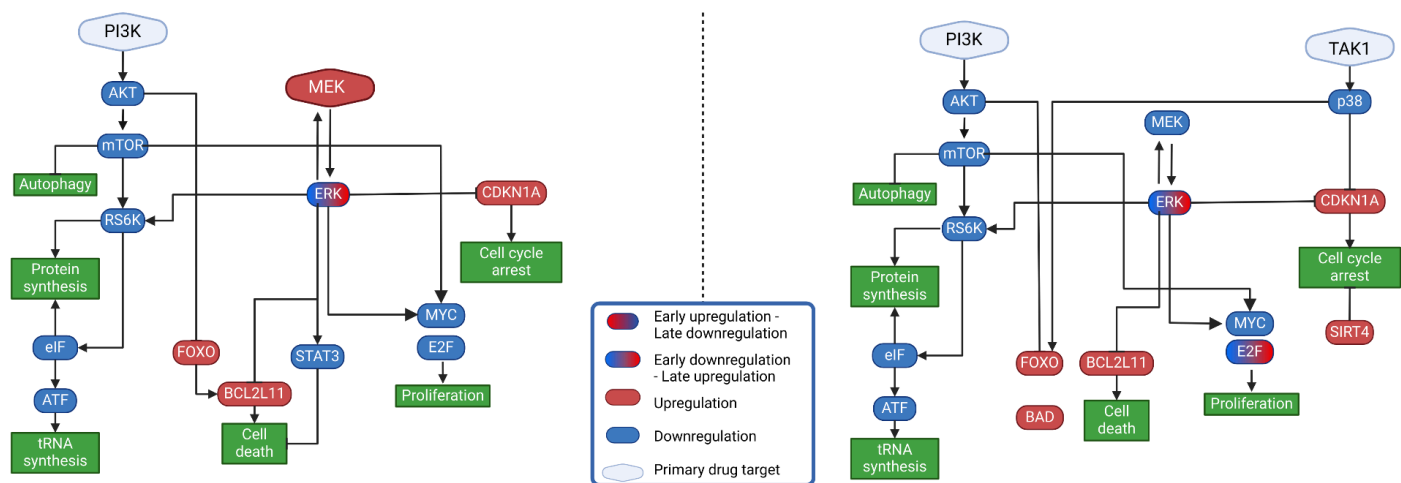 PI3K
AKT
MEK
mTOR
Autophagy
ERK
CDKN1A
RS6K
Cell cycle
arrest
Protein
synthesis
MYC
eIF
FOXO
STAT3
E2F
ATF
BCL2L11
Proliferation
tRNA
synthesis
Cell
death
Early upregulation -
Late downregulation
Early downregulation
- Late upregulation
Upregulation
Downregulation
Primary drug target
PI3K
TAK1
AKT
p38
MEK
mTOR
Autophagy
ERK
CDKN1A
RS6K
Cell cycle
arrest
Protein
synthesis
MYC
SIRT4
eIF
FOXO
BCL2L11
E2F
ATF
BAD
Cell
death
Proliferation
tRNA
synthesis